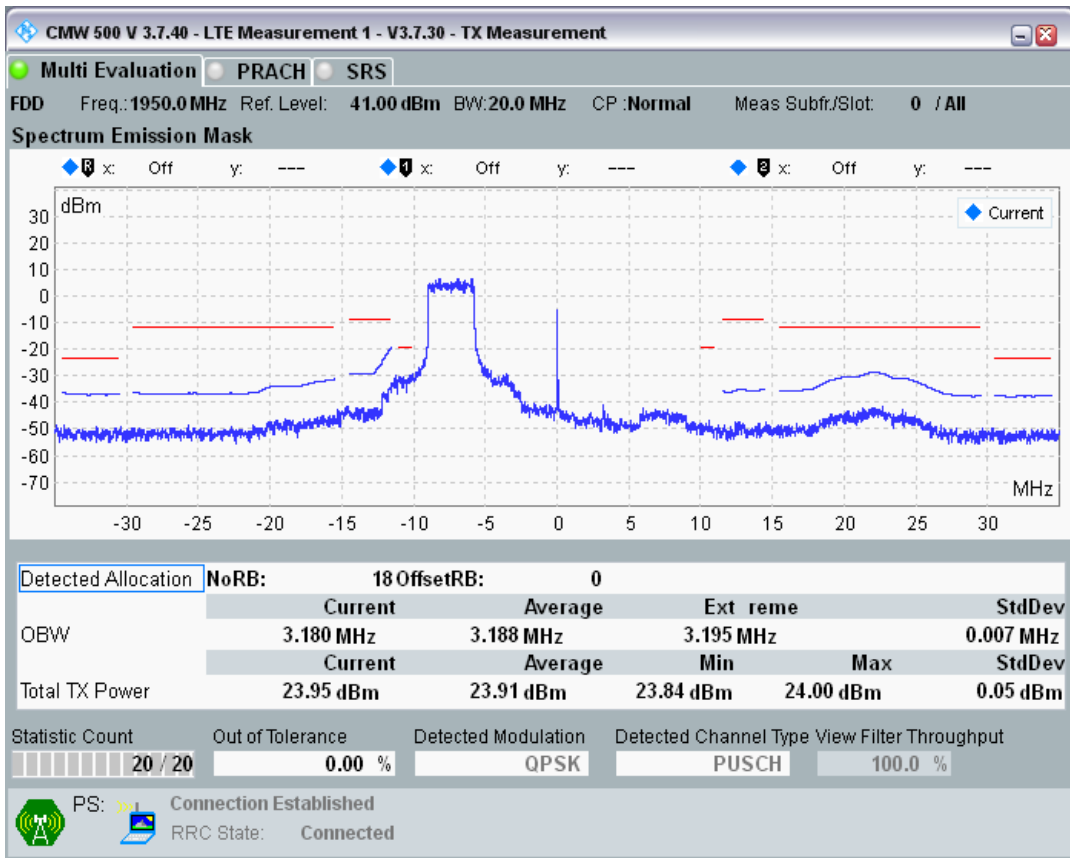 CMW 500 V 3.7.40 - LTE Measurement 1 - V3.7.30 - TX Measurement
Multi Evaluation PRACH SRS
FDD Freq.: 1950.0 MHz Ref. Level: 41.00 dBm BW: 20.0 MHz CP : Normal Meas Subfr./Slot: 0 / All
Spectrum Emission Mask
R x: Off y: --- 1 x: Off y: --- 2 x: Off y: ---
dBm
Current
30
20
10
0
-10
-20
-30
-40
-50
-60
-70
MHz
-30 -25 -20 -15 -10 -5 0 5 10 15 20 25 30
Detected Allocation NoRB: 18 OffsetRB: 0
Current Average Ext reme StdDev
OBW 3.180 MHz 3.188 MHz 3.195 MHz 0.007 MHz
Current Average Min Max StdDev
Total TX Power 23.95 dBm 23.91 dBm 23.84 dBm 24.00 dBm 0.05 dBm
Statistic Count Out of Tolerance Detected Modulation Detected Channel Type View Filter Throughput
20 / 20 0.00 % QPSK PUSCH 100.0 %
PS: Connection Established
RRC State: Connected